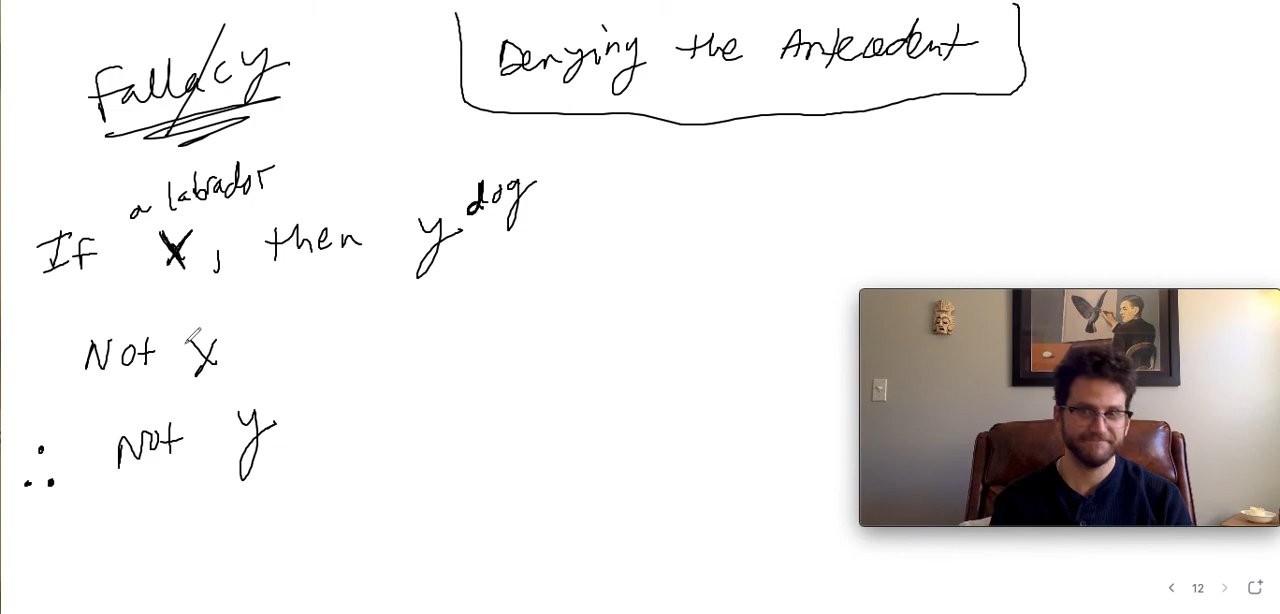 Fallacy
Denying the Antecedent
a labrador
dog
If X, then y
Not X
∴ Not y
12